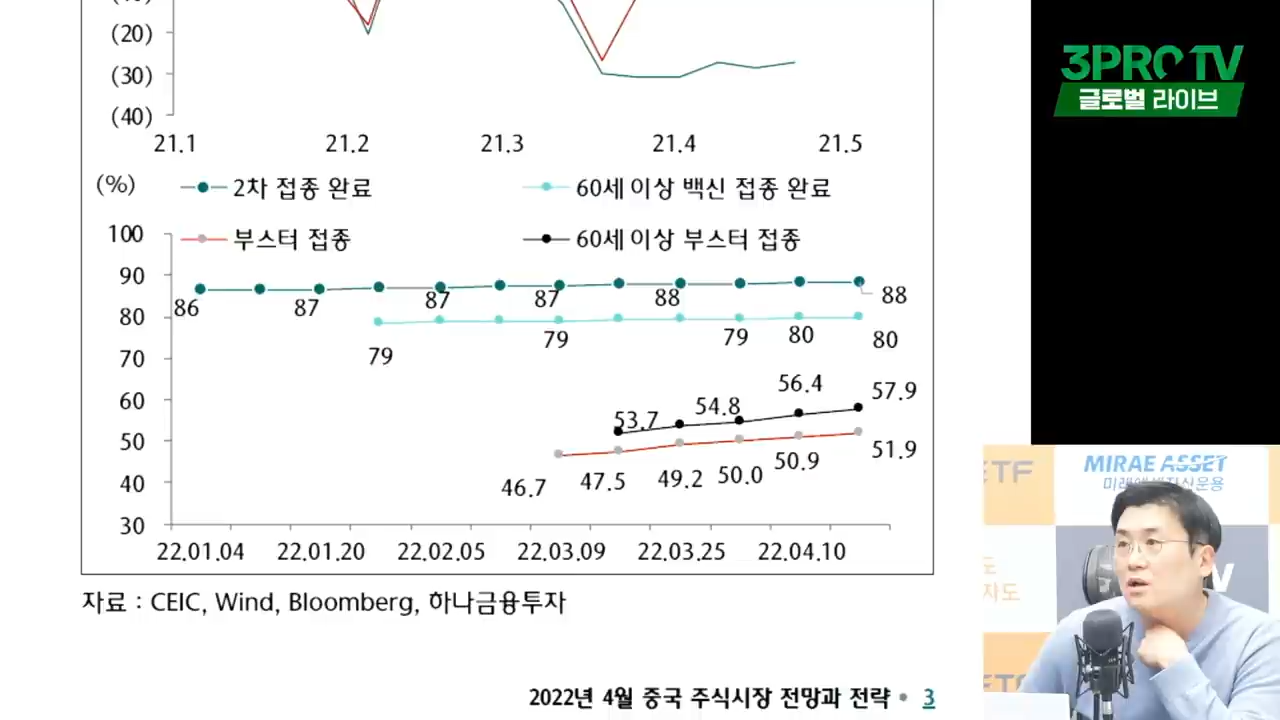 (20)
(30)
(40)
21.1 21.2 21.3 21.4 21.5
(%)
2차 접종 완료 60세 이상 백신 접종 완료
부스터 접종 60세 이상 부스터 접종
100
90
80
70
60
50
40
30
86 87 87 87 88 88
79 79 79 80 80
53.7 54.8 56.4 57.9
46.7 47.5 49.2 50.0 50.9 51.9
22.01.04 22.01.20 22.02.05 22.03.09 22.03.25 22.04.10
자료 : CEIC, Wind, Bloomberg, 하나금융투자
2022년 4월 중국 주식시장 전망과 전략 • 3
3PRO TV
글로벌 라이브
ETF
MIRAE ASSET